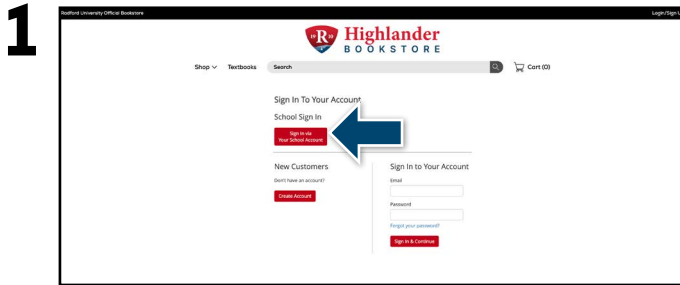 1
Radford University Official Bookstore
Login/Sign U
R
Highlander
BOOKSTORE
Shop
Textbooks
Search
Cart (0)
Sign In To Your Account
School Sign In
Sign In via
Your School Account
New Customers
Don't have an account?
Create Account
Sign In to Your Account
Email
Password
Forgot your password?
Sign In & Continue